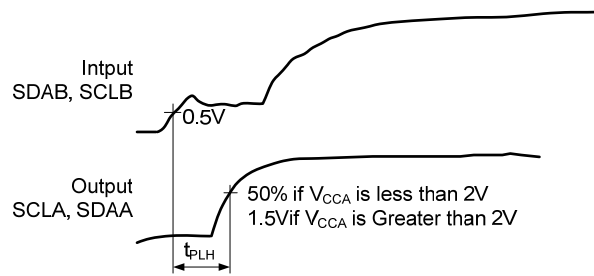 Intput
SDAB, SCLB
0.5V
Output
SCLA, SDAA
50% if VCCA is less than 2V
1.5Vif VCCA is Greater than 2V
tPLH